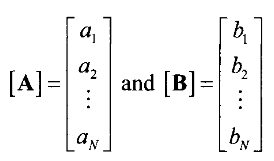 [A] = [a₁ a₂ ⋮ a_N] and [B] = [b₁ b₂ ⋮ b_N]